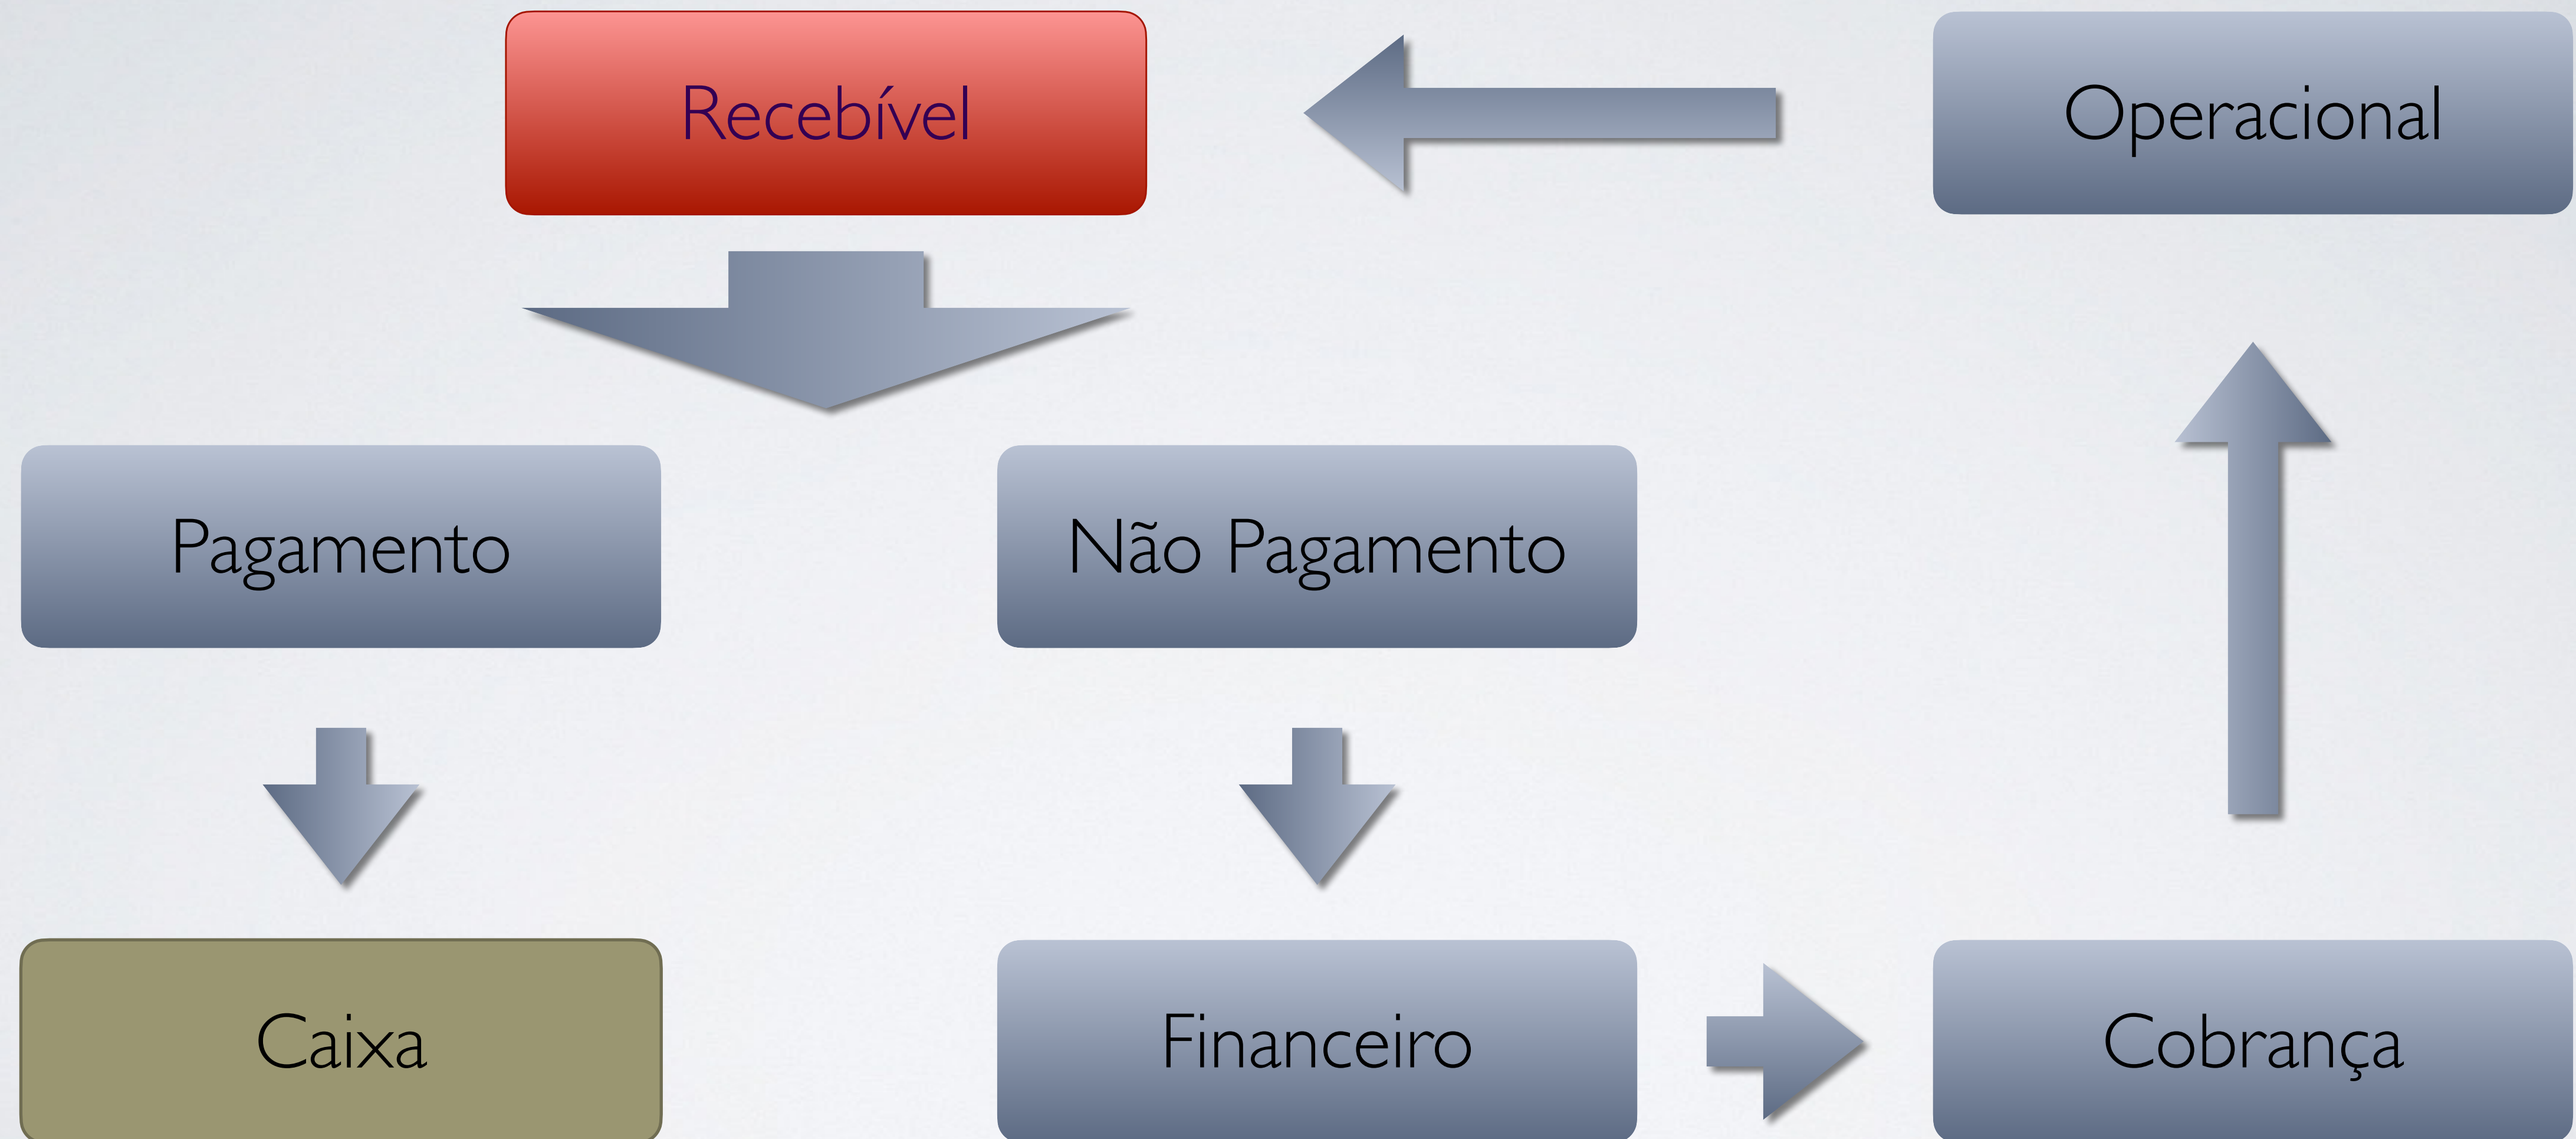 Recebível
Operacional
Pagamento
Não Pagamento
Caixa
Financeiro
Cobrança